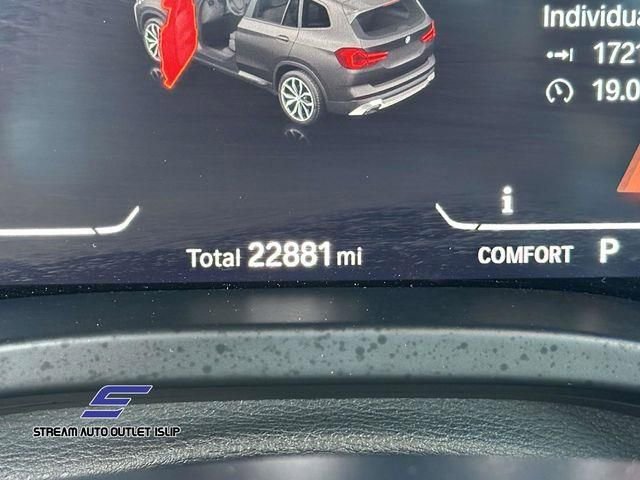 Individua
172
19.0
i
Total 22881 mi
COMFORT P
STREAM AUTO OUTLET ISLIP